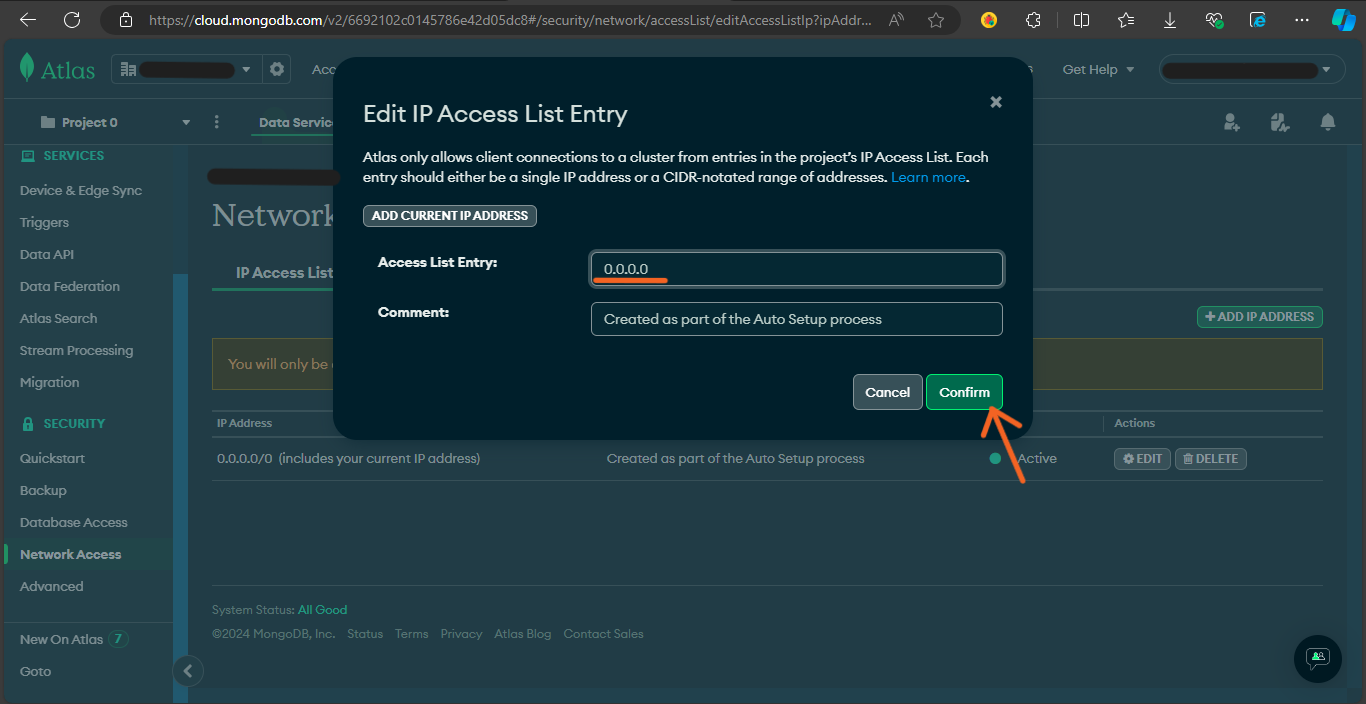 https://cloud.mongodb.com/v2/6692102c0145786e42d05dc8#/security/network/accessList/editAccessListIp?ipAddr...
Atlas
Acc
Get Help
Project 0
Data Servic
SERVICES
Device & Edge Sync
Triggers
Data API
Data Federation
Atlas Search
Stream Processing
Migration
SECURITY
Quickstart
Backup
Database Access
Network Access
Advanced
New On Atlas 7
Goto
Network
IP Access List
Edit IP Access List Entry
Atlas only allows client connections to a cluster from entries in the project's IP Access List. Each
entry should either be a single IP address or a CIDR-notated range of addresses. Learn more.
ADD CURRENT IP ADDRESS
Access List Entry:
0.0.0.0
Comment:
Created as part of the Auto Setup process
Cancel
Confirm
+ ADD IP ADDRESS
You will only be
IP Address
Actions
0.0.0.0/0 (includes your current IP address)
Created as part of the Auto Setup process
Active
EDIT
DELETE
System Status: All Good
©2024 MongoDB, Inc. Status Terms Privacy Atlas Blog Contact Sales